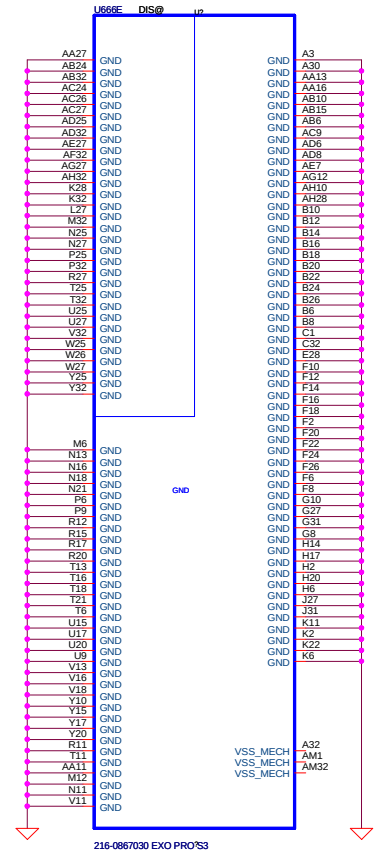 U666E DIS@ U?
AA27 GND
AB24 GND
AB32 GND
AC24 GND
AC26 GND
AC27 GND
AD25 GND
AD32 GND
AE27 GND
AF32 GND
AG27 GND
AH32 GND
K28 GND
K32 GND
L27 GND
M32 GND
N25 GND
N27 GND
P25 GND
P32 GND
R27 GND
T25 GND
T32 GND
U25 GND
U27 GND
V32 GND
W25 GND
W26 GND
W27 GND
Y25 GND
Y32 GND
M6 GND
N13 GND
N16 GND
N18 GND
N21 GND
P6 GND
P9 GND
R12 GND
R15 GND
R17 GND
R20 GND
T13 GND
T16 GND
T18 GND
T21 GND
T6 GND
U15 GND
U17 GND
U20 GND
U9 GND
V13 GND
V16 GND
V18 GND
Y10 GND
Y15 GND
Y17 GND
Y20 GND
R11 GND
T11 GND
AA11 GND
M12 GND
N11 GND
V11 GND
GND
GND A3
GND A30
GND AA13
GND AA16
GND AB10
GND AB15
GND AB6
GND AC9
GND AD6
GND AD8
GND AE7
GND AG12
GND AH10
GND AH28
GND B10
GND B12
GND B14
GND B16
GND B18
GND B20
GND B22
GND B24
GND B26
GND B6
GND B8
GND C1
GND C32
GND E28
GND F10
GND F12
GND F14
GND F16
GND F18
GND F2
GND F20
GND F22
GND F24
GND F26
GND F6
GND F8
GND G10
GND G27
GND G31
GND G8
GND H14
GND H17
GND H2
GND H20
GND H6
GND J27
GND J31
GND K11
GND K2
GND K22
GND K6
VSS_MECH A32
VSS_MECH AM1
VSS_MECH AM32
216-0867030 EXO PRO S3